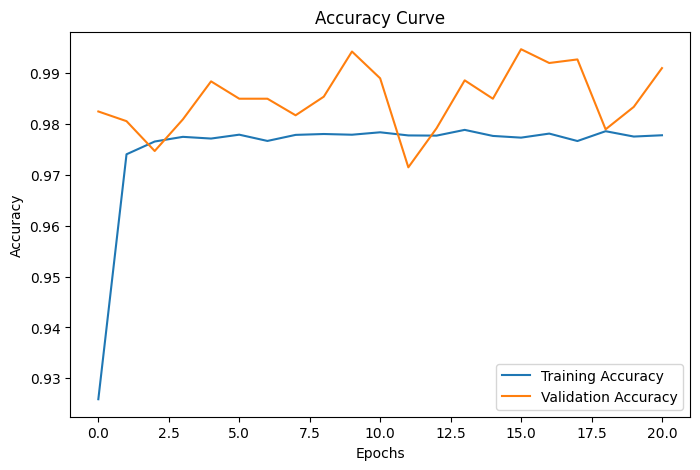 Accuracy Curve
Accuracy
0.99
0.98
0.97
0.96
0.95
0.94
0.93
0.0 2.5 5.0 7.5 10.0 12.5 15.0 17.5 20.0
Epochs
Training Accuracy
Validation Accuracy